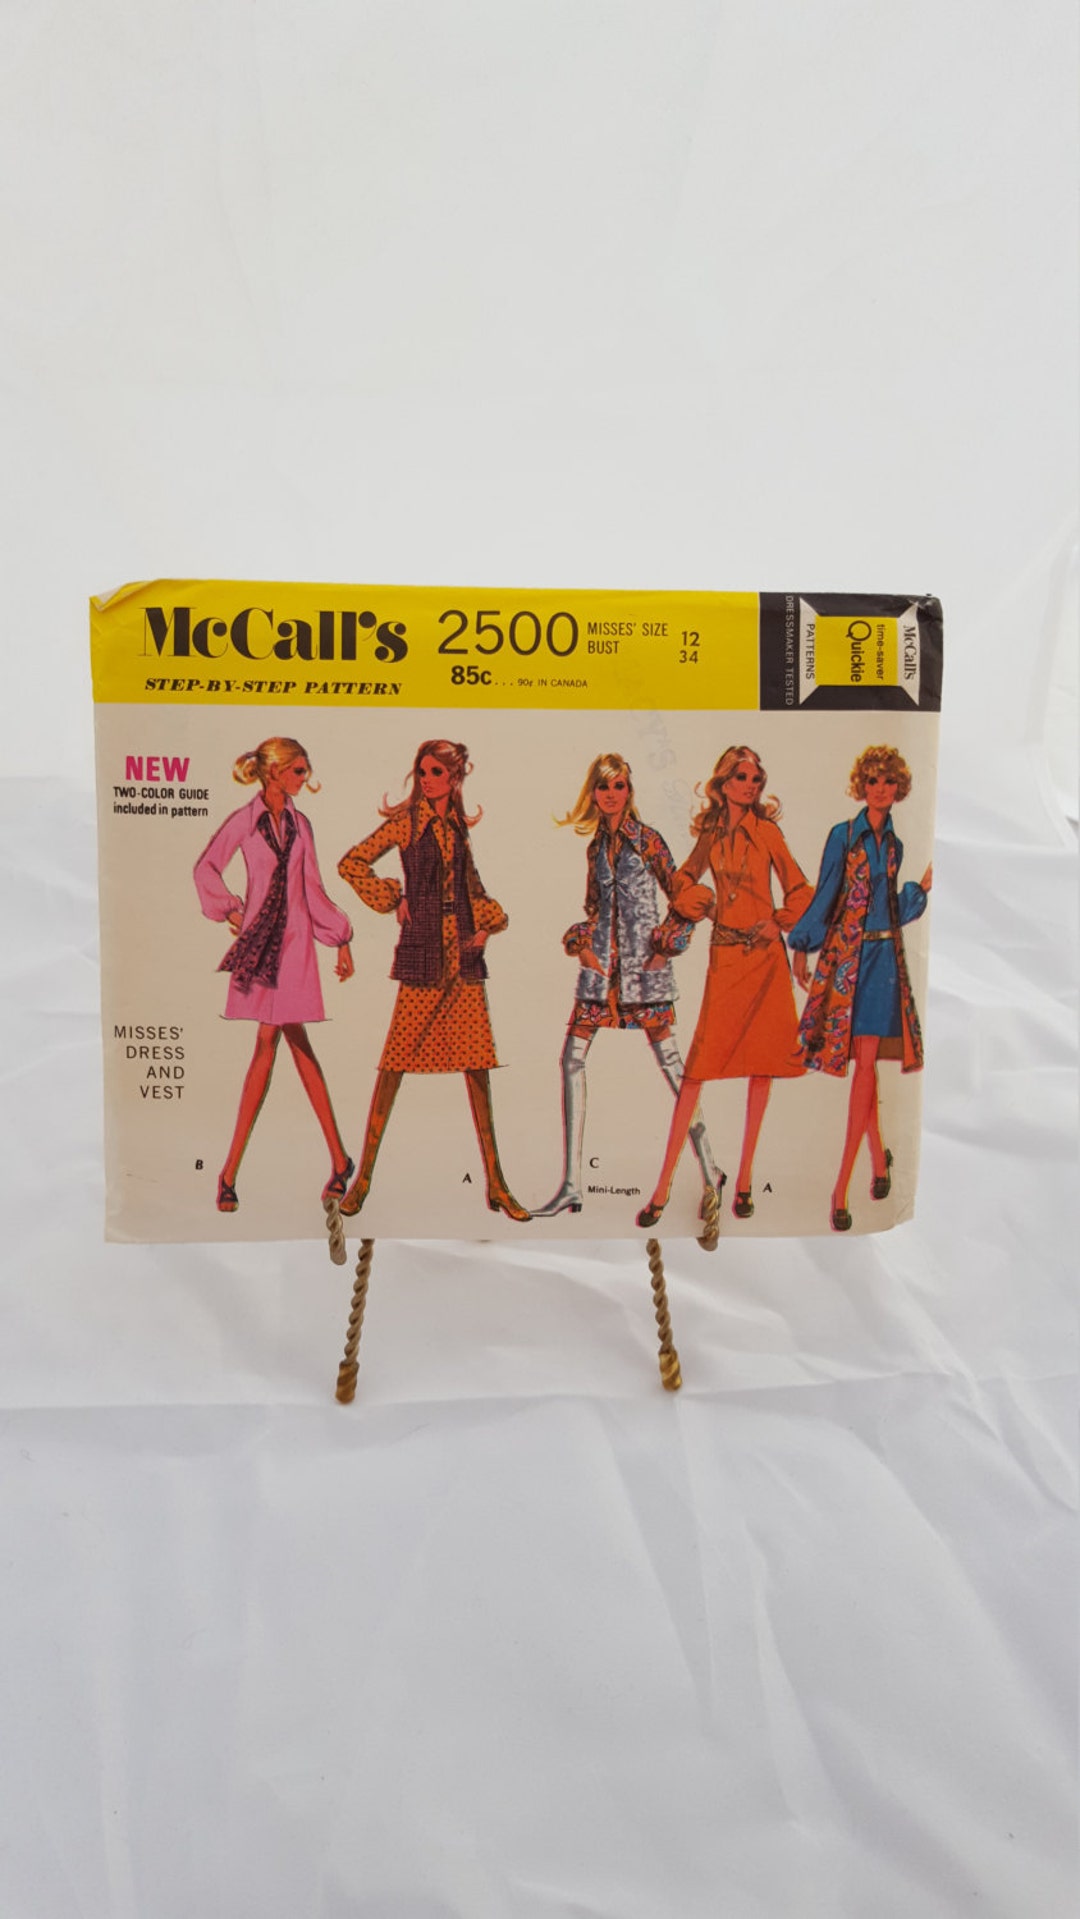 McCall's
STEP-BY-STEP PATTERN
2500
85c... 90¢ IN CANADA
MISSES' SIZE 12
BUST 34
DRESSMAKER TESTED
PATTERNS
Quickie
time-saver
McCall's
NEW
TWO-COLOR GUIDE
included in pattern
MISSES'
DRESS
AND
VEST
B
A
C
Mini-Length
A